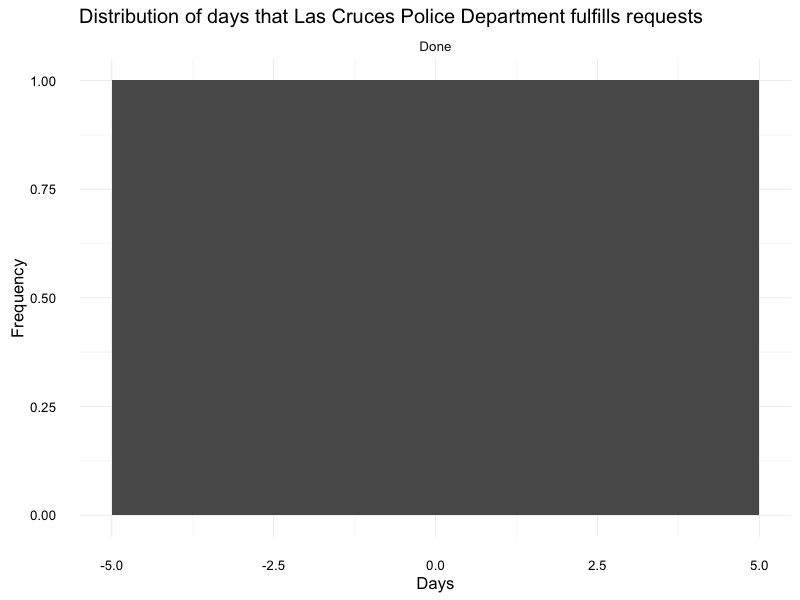 Distribution of days that Las Cruces Police Department fulfills requests
Done
1.00
0.75
0.50
0.25
0.00
Frequency
-5.0
-2.5
0.0
2.5
5.0
Days